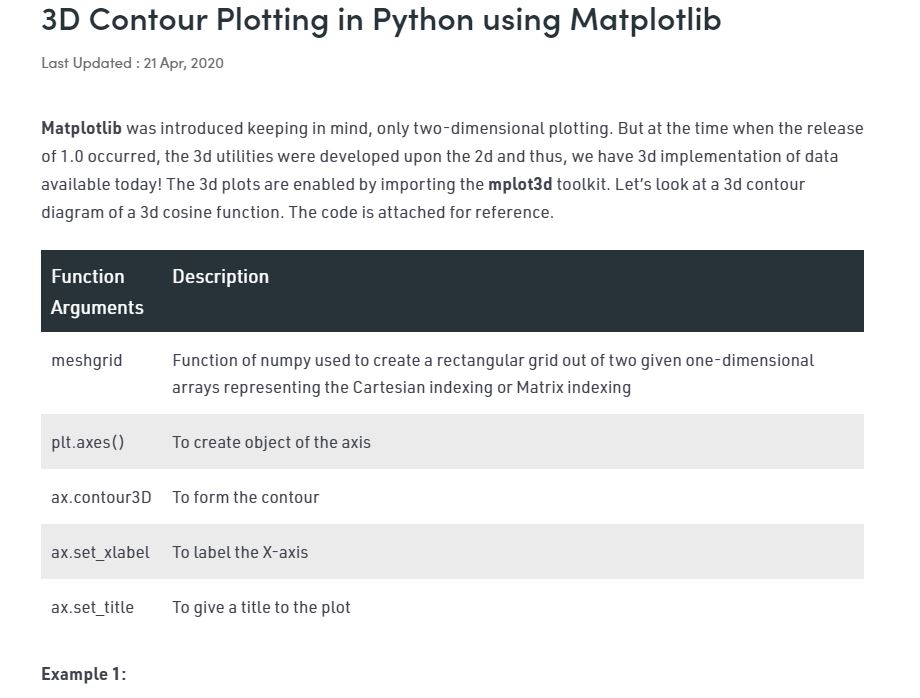 3D Contour Plotting in Python using Matplotlib
Last Updated : 21 Apr, 2020
Matplotlib was introduced keeping in mind, only two-dimensional plotting. But at the time when the release
of 1.0 occurred, the 3d utilities were developed upon the 2d and thus, we have 3d implementation of data
available today! The 3d plots are enabled by importing the mplot3d toolkit. Let's look at a 3d contour
diagram of a 3d cosine function. The code is attached for reference.
Function Description
Arguments
meshgrid Function of numpy used to create a rectangular grid out of two given one-dimensional
arrays representing the Cartesian indexing or Matrix indexing
plt.axes() To create object of the axis
ax.contour3D To form the contour
ax.set_xlabel To label the X-axis
ax.set_title To give a title to the plot
Example 1: